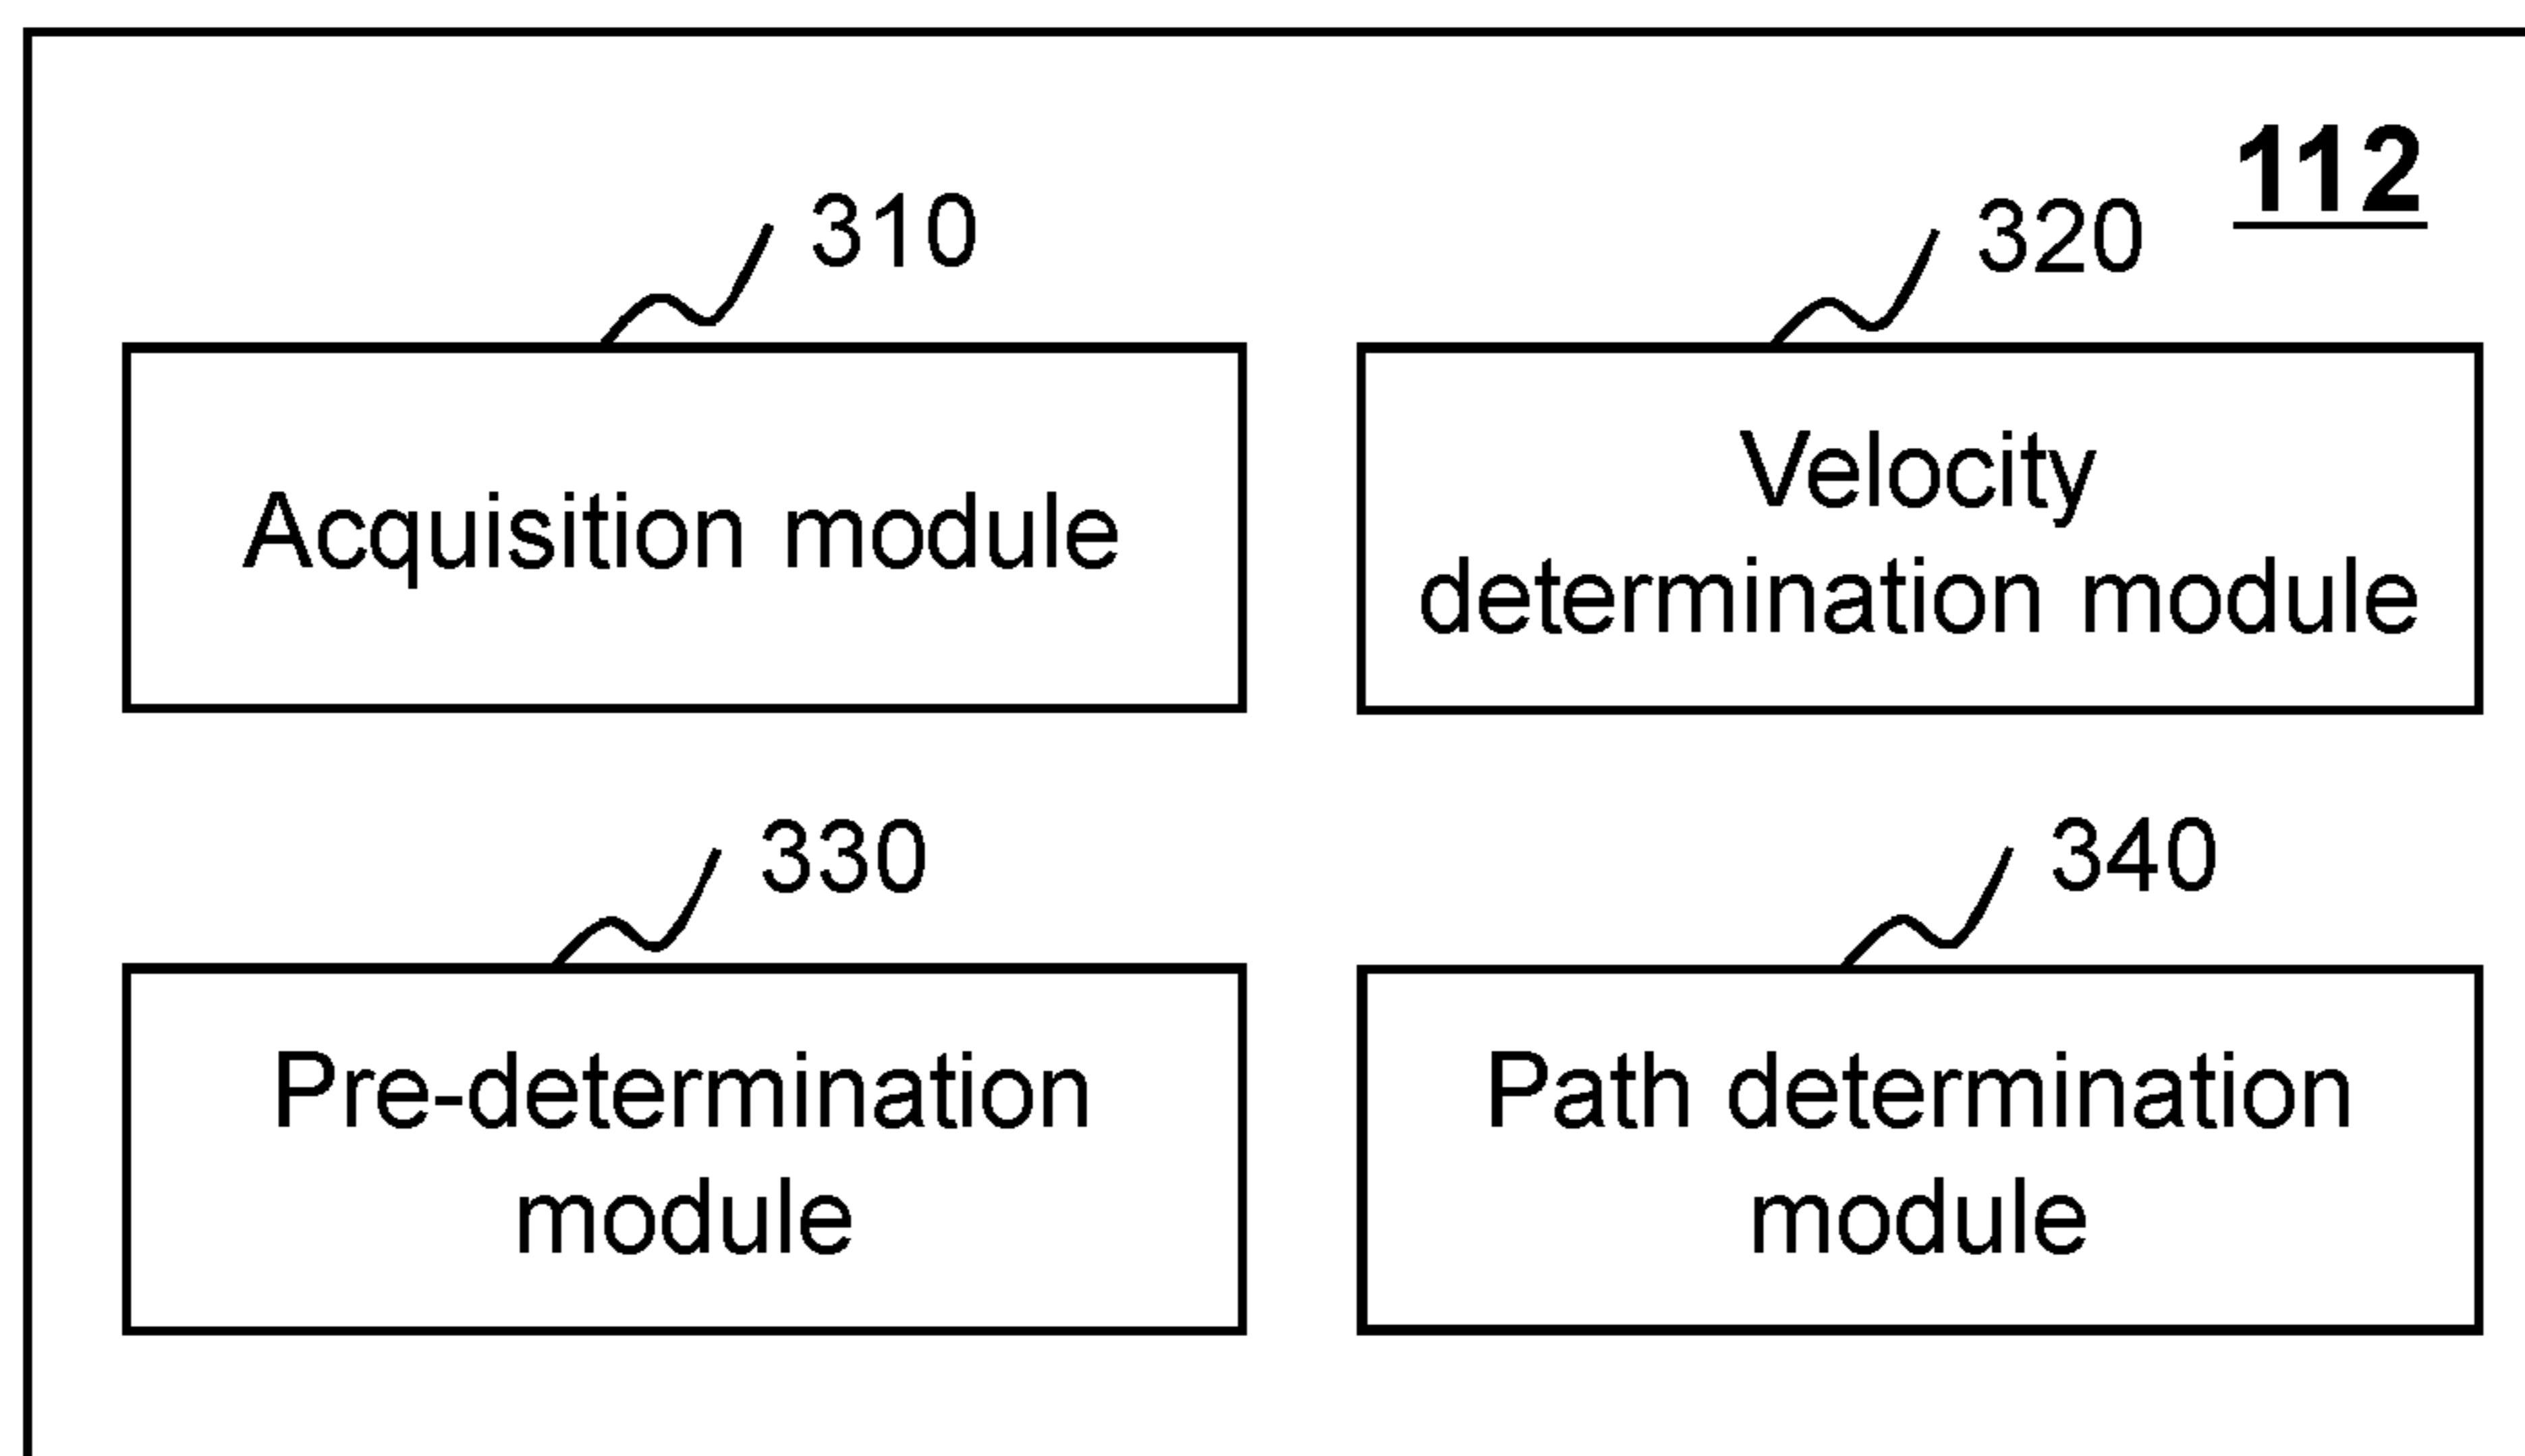 112
310
320
Acquisition module
Velocity
determination module
330
340
Pre-determination
module
Path determination
module